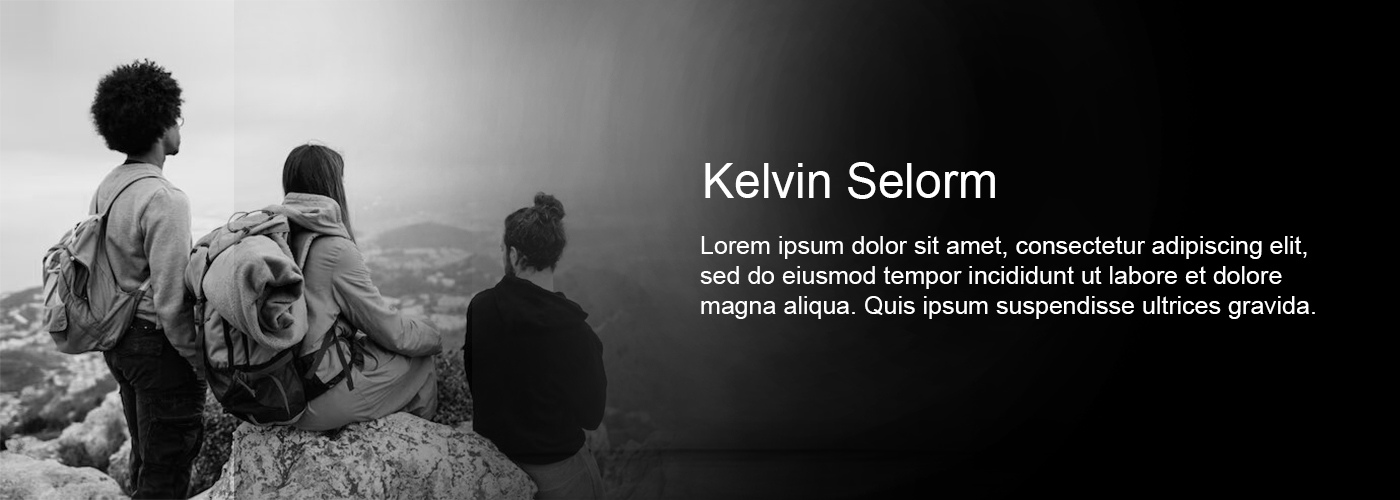 Kelvin Selorm
Lorem ipsum dolor sit amet, consectetur adipiscing elit,
sed do eiusmod tempor incididunt ut labore et dolore
magna aliqua. Quis ipsum suspendisse ultrices gravida.